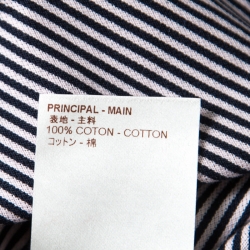 PRINCIPAL - MAIN
表地 - 主料
100% COTON - COTTON
コットン - 棉